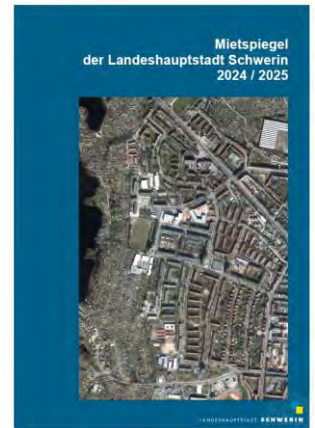 Mietspiegel
der Landeshauptstadt Schwerin
2024 / 2025
LANDESHAUPTSTADT SCHWERIN